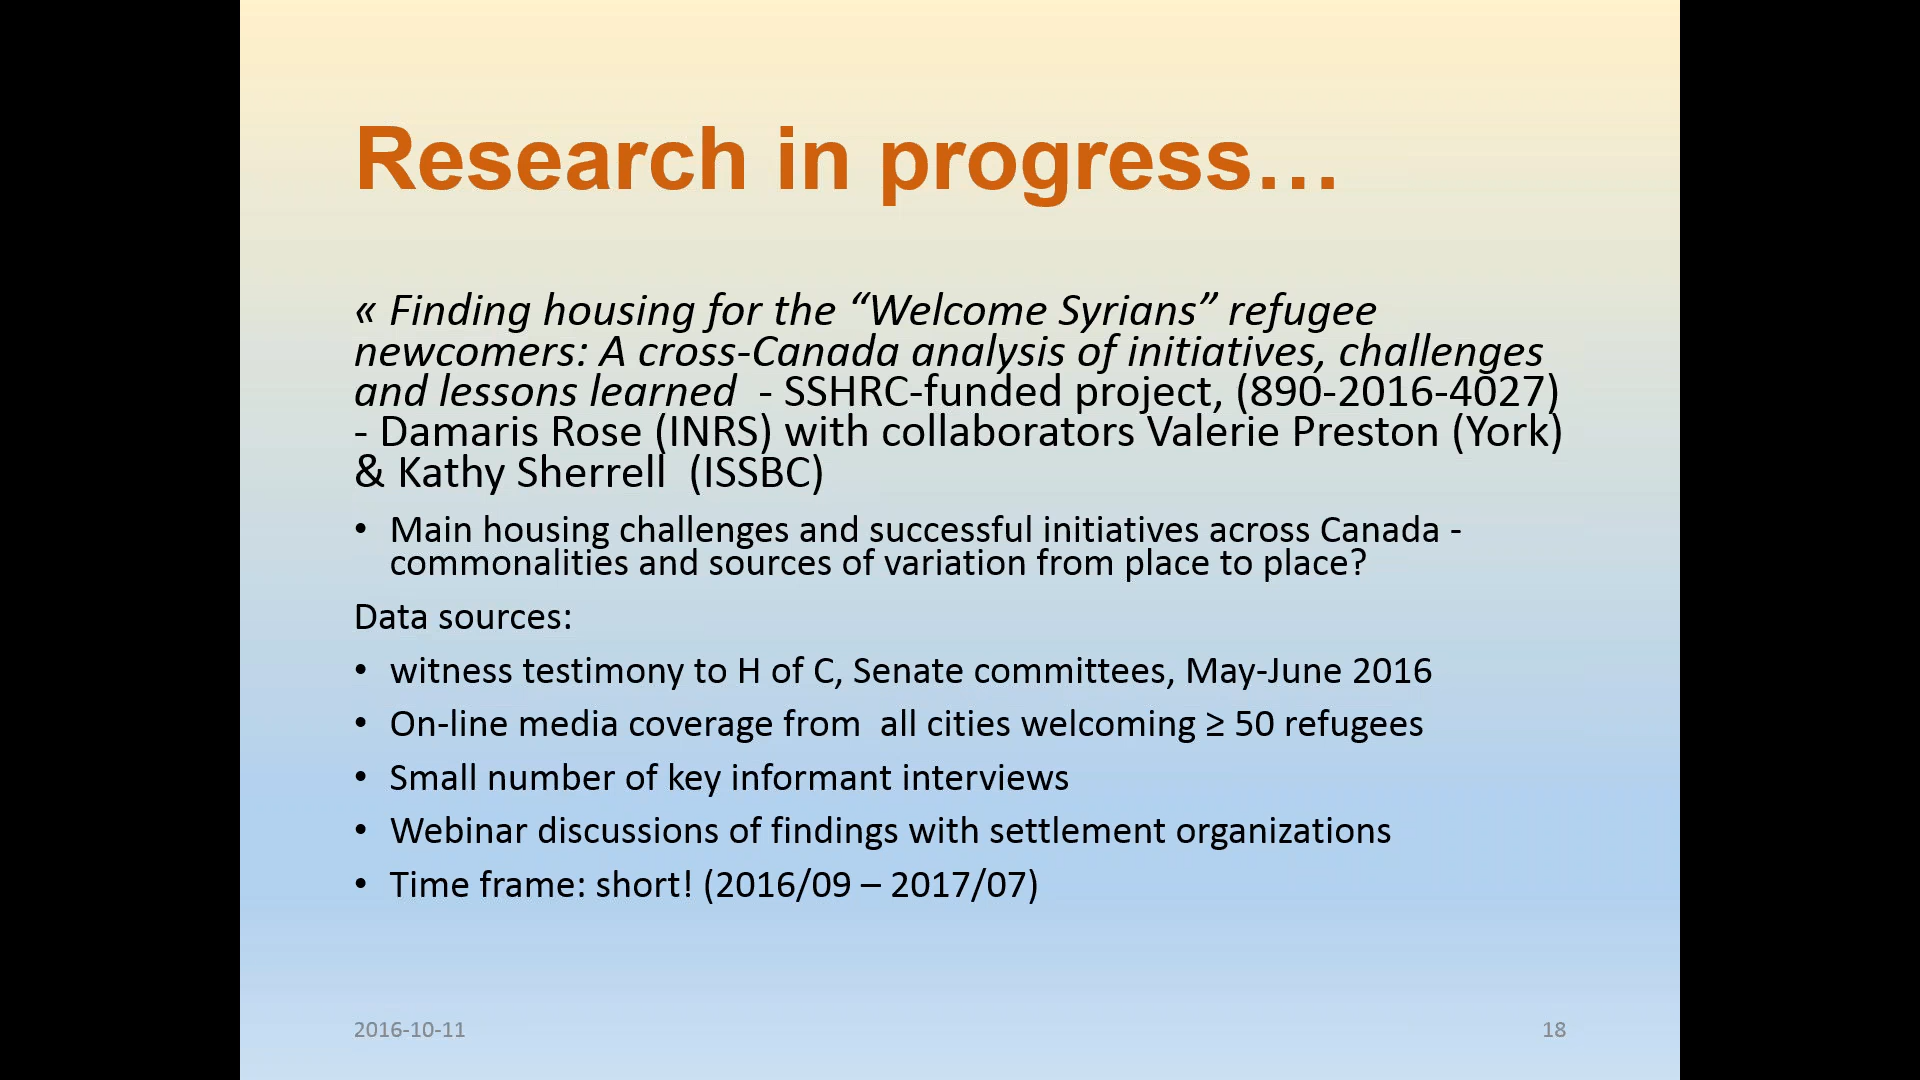 Research in progress…
« Finding housing for the “Welcome Syrians” refugee
newcomers: A cross-Canada analysis of initiatives, challenges
and lessons learned  - SSHRC-funded project, (890-2016-4027)
- Damaris Rose (INRS) with collaborators Valerie Preston (York)
& Kathy Sherrell  (ISSBC)
• Main housing challenges and successful initiatives across Canada -
commonalities and sources of variation from place to place?
Data sources:
• witness testimony to H of C, Senate committees, May-June 2016
• On-line media coverage from  all cities welcoming ≥ 50 refugees
• Small number of key informant interviews
• Webinar discussions of findings with settlement organizations
• Time frame: short! (2016/09 – 2017/07)
2016-10-11
18